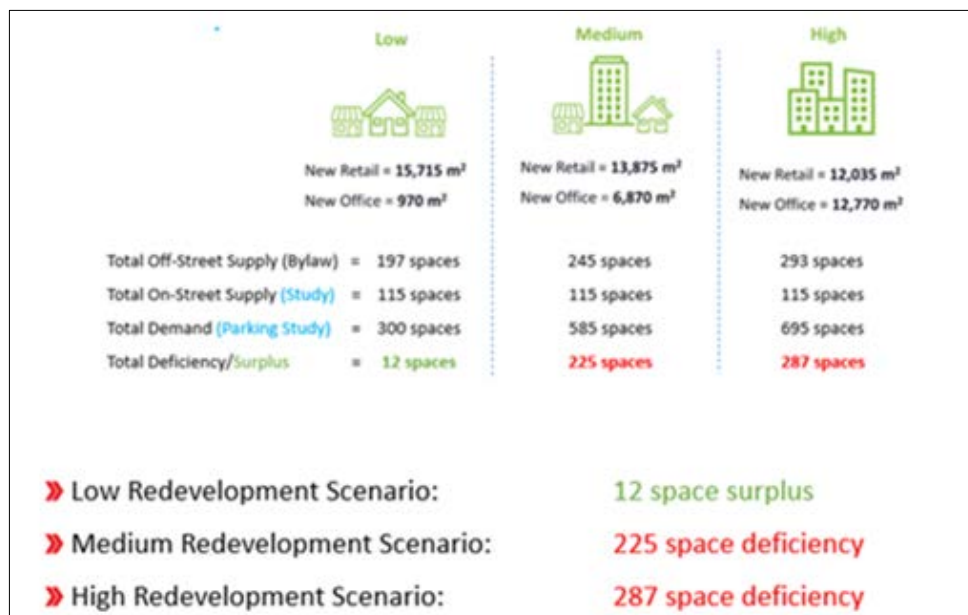 Low Medium High
New Retail = 15,715 m² New Retail = 13,875 m² New Retail = 12,035 m²
New Office = 970 m² New Office = 6,870 m² New Office = 12,770 m²
Total Off-Street Supply (Bylaw) = 197 spaces 245 spaces 293 spaces
Total On-Street Supply (Study) = 115 spaces 115 spaces 115 spaces
Total Demand (Parking Study) = 300 spaces 585 spaces 695 spaces
Total Deficiency/Surplus = 12 spaces 225 spaces 287 spaces
Low Redevelopment Scenario: 12 space surplus
Medium Redevelopment Scenario: 225 space deficiency
High Redevelopment Scenario: 287 space deficiency